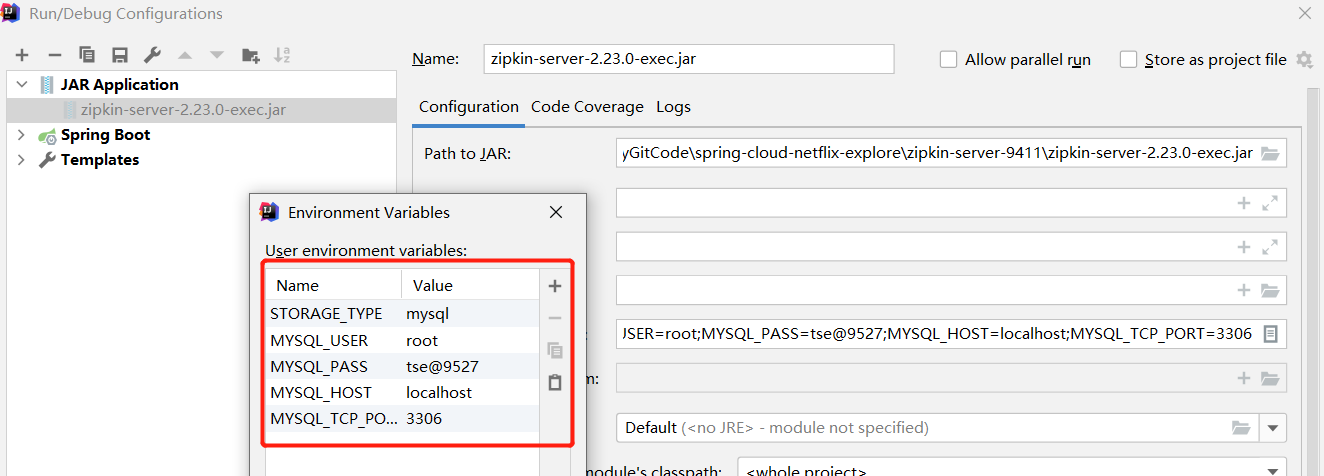 Run/Debug Configurations
JAR Application
zipkin-server-2.23.0-exec.jar
Spring Boot
Templates
Name: zipkin-server-2.23.0-exec.jar
Allow parallel run
Store as project file
Configuration Code Coverage Logs
Path to JAR: yGitCode\spring-cloud-netflix-explore\zipkin-server-9411\zipkin-server-2.23.0-exec.jar
USER=root;MYSQL_PASS=tse@9527;MYSQL_HOST=localhost;MYSQL_TCP_PORT=3306
m:
Default (<no JRE> - module not specified)
module's classpath: <whole project>
Environment Variables
User environment variables:
Name Value
STORAGE_TYPE mysql
MYSQL_USER root
MYSQL_PASS tse@9527
MYSQL_HOST localhost
MYSQL_TCP_PO... 3306